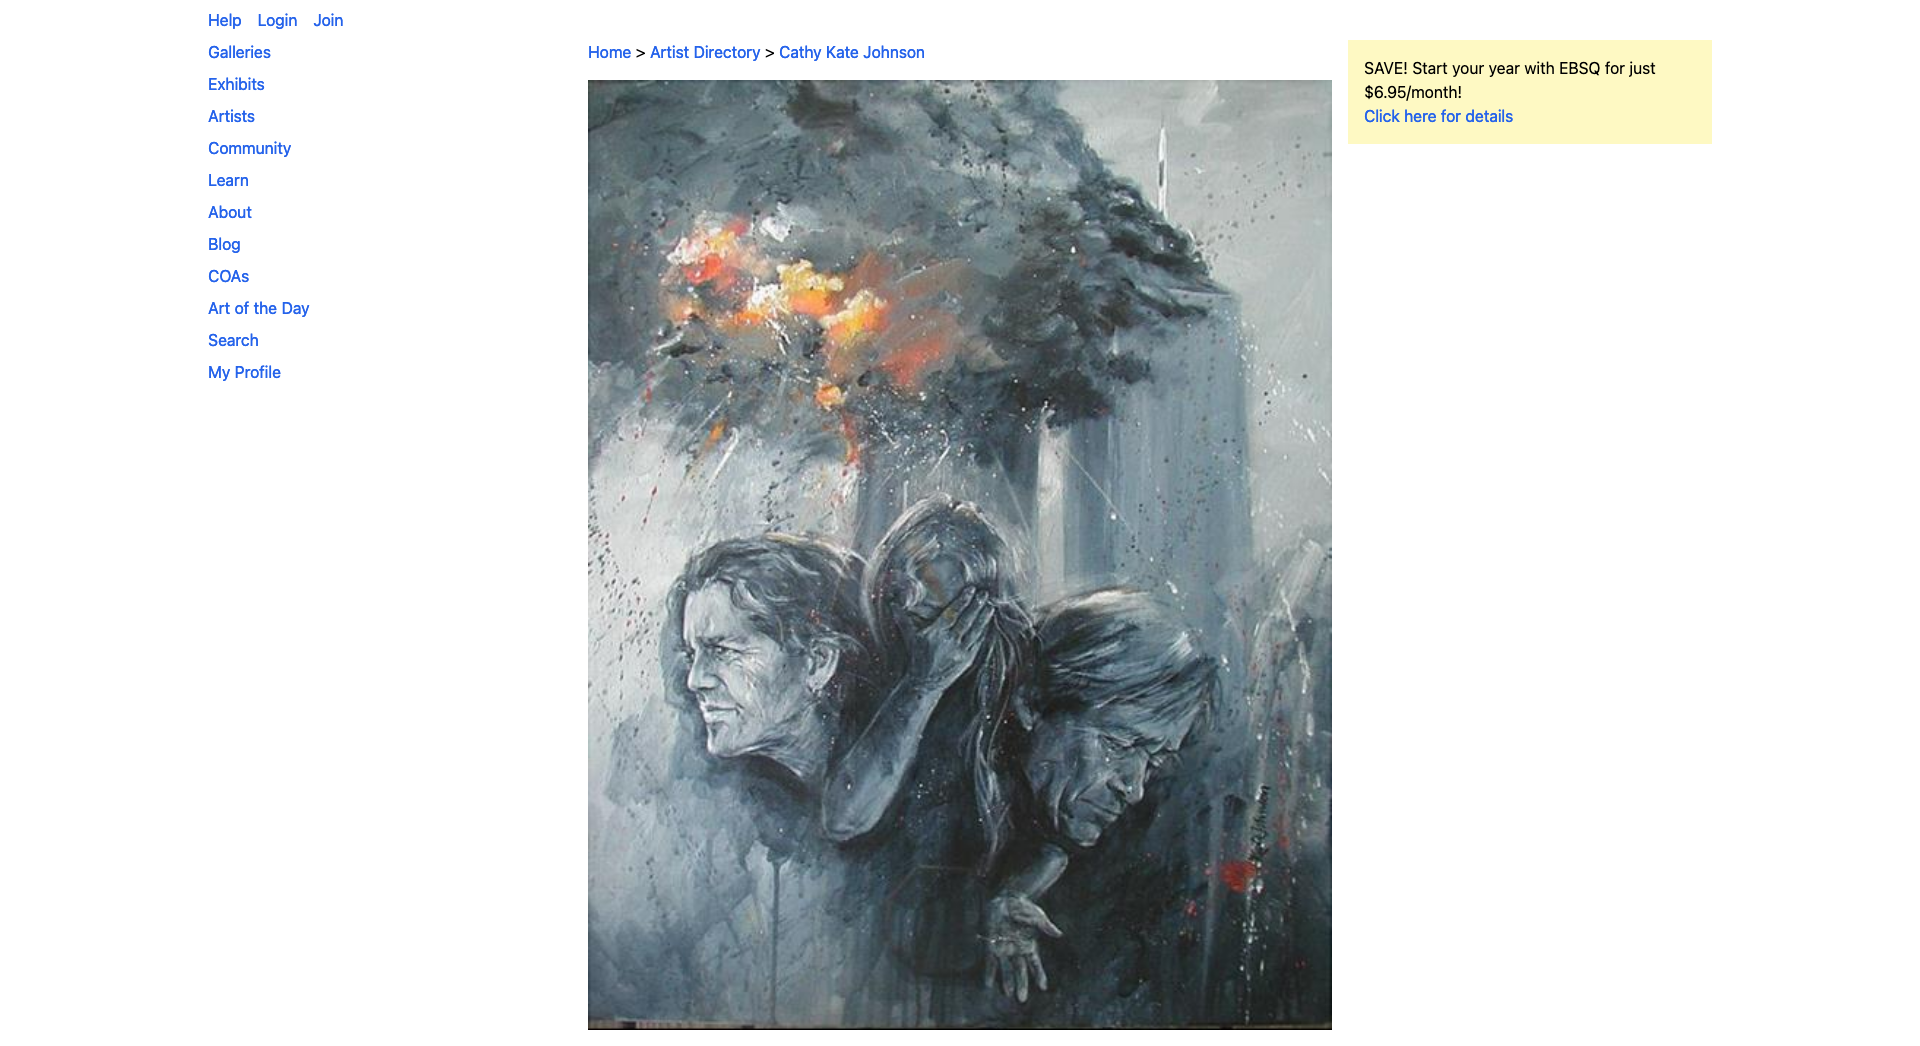 Help Login Join
Galleries
Exhibits
Artists
Community
Learn
About
Blog
COAs
Art of the Day
Search
My Profile
Home > Artist Directory > Cathy Kate Johnson
SAVE! Start your year with EBSQ for just
$6.95/month!
Click here for details